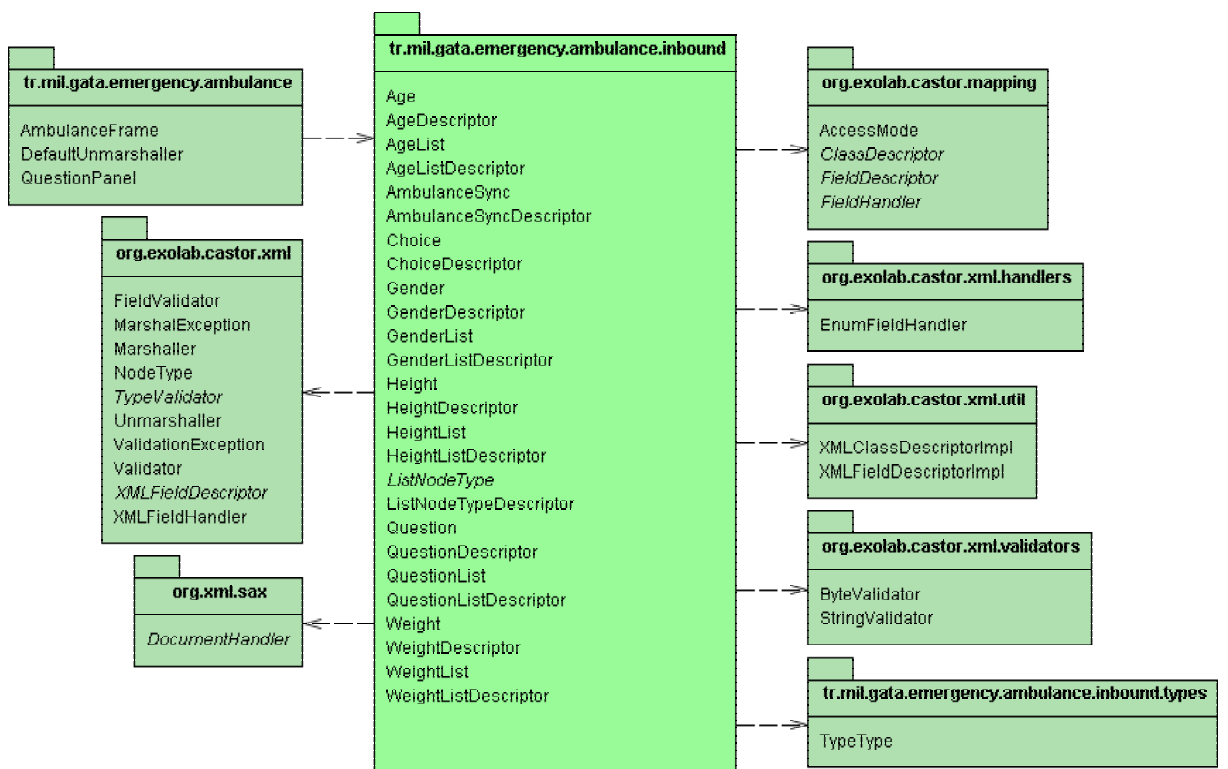 tr.mil.gata.emergency.ambulance
AmbulanceFrame
DefaultUnmarshaller
QuestionPanel
org.exolab.castor.xml
FieldValidator
MarshalException
Marshaller
NodeType
TypeValidator
Unmarshaller
ValidationException
Validator
XMLFieldDescriptor
XMLFieldHandler
org.xml.sax
DocumentHandler
tr.mil.gata.emergency.ambulance.inbound
Age
AgeDescriptor
AgeList
AgeListDescriptor
AmbulanceSync
AmbulanceSyncDescriptor
Choice
ChoiceDescriptor
Gender
GenderDescriptor
GenderList
GenderListDescriptor
Height
HeightDescriptor
HeightList
HeightListDescriptor
ListNodeType
ListNodeTypeDescriptor
Question
QuestionDescriptor
QuestionList
QuestionListDescriptor
Weight
WeightDescriptor
WeightList
WeightListDescriptor
org.exolab.castor.mapping
AccessMode
ClassDescriptor
FieldDescriptor
FieldHandler
org.exolab.castor.xml.handlers
EnumFieldHandler
org.exolab.castor.xml.util
XMLClassDescriptorImpl
XMLFieldDescriptorImpl
org.exolab.castor.xml.validators
ByteValidator
StringValidator
tr.mil.gata.emergency.ambulance.inbound.types
TypeType